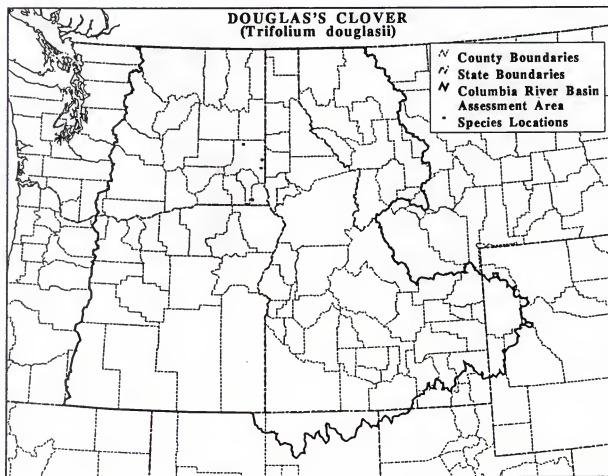 DOUGLAS'S CLOVER
(Trifolium douglasii)
County Boundaries
State Boundaries
Columbia River Basin
Assessment Area
Species Locations